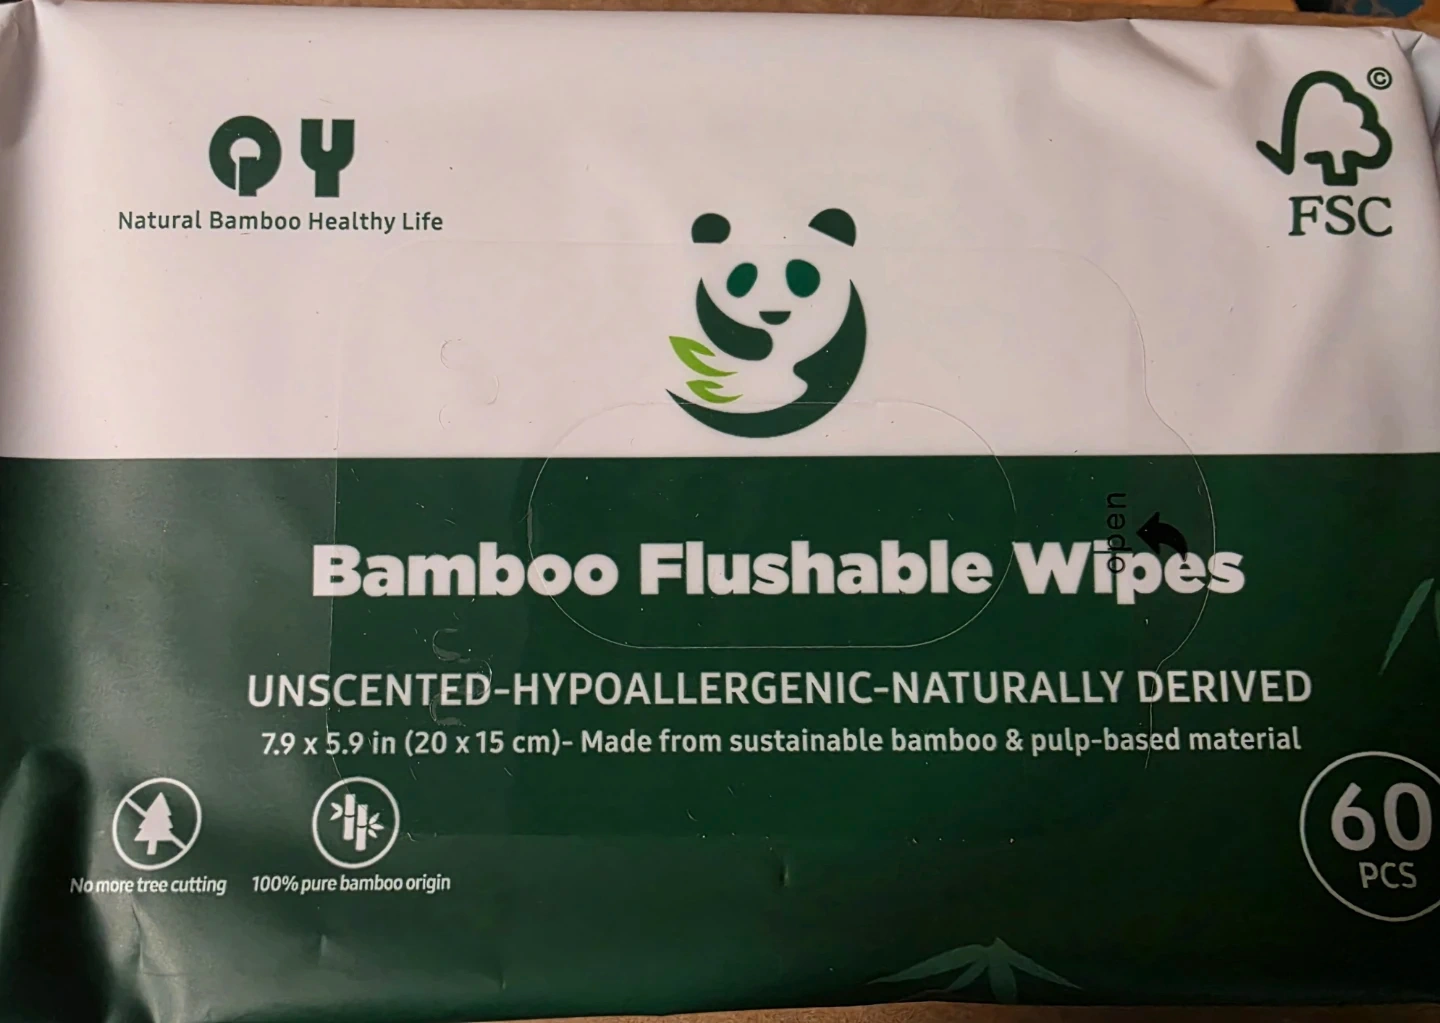 QY
Natural Bamboo Healthy Life
©
FSC
open
Bamboo Flushable Wipes
UNSCENTED-HYPOALLERGENIC-NATURALLY DERIVED
7.9 x 5.9 in (20 x 15 cm)- Made from sustainable bamboo & pulp-based material
No more tree cutting
100% pure bamboo origin
60
PCS